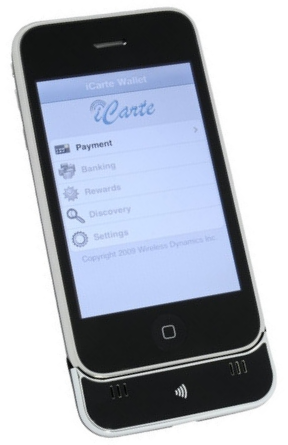 iCarte Wallet
iCarte
Payment
Banking
Rewards
Discovery
Settings
Copyright 2009 Wireless Dynamics Inc.